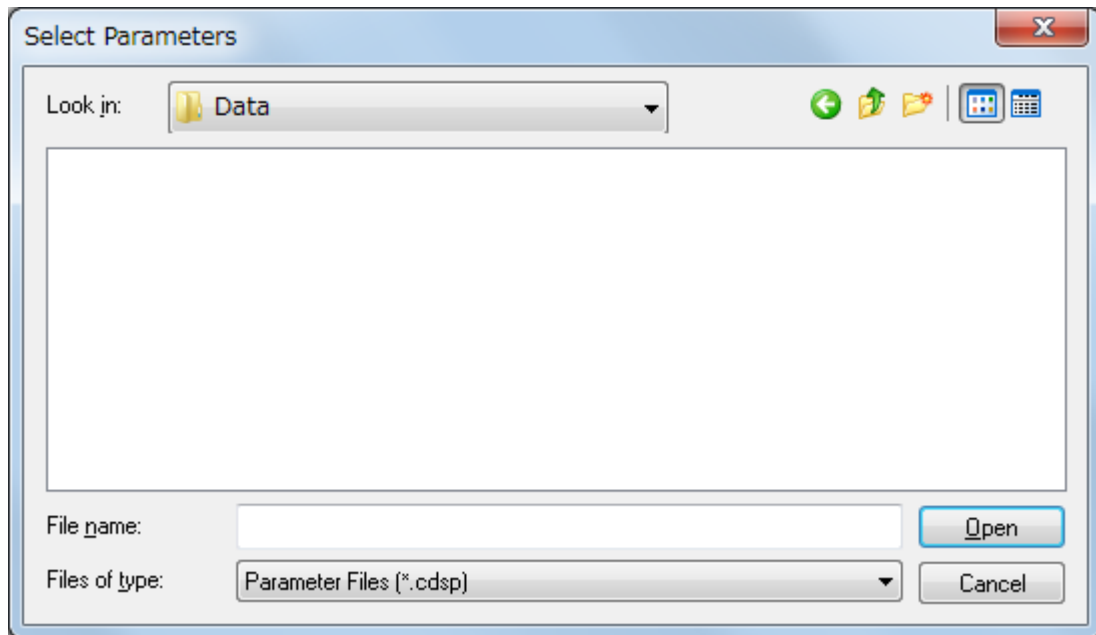 Select Parameters
Look in:
Data
File name:
Open
Files of type:
Parameter Files (*.cdsp)
Cancel